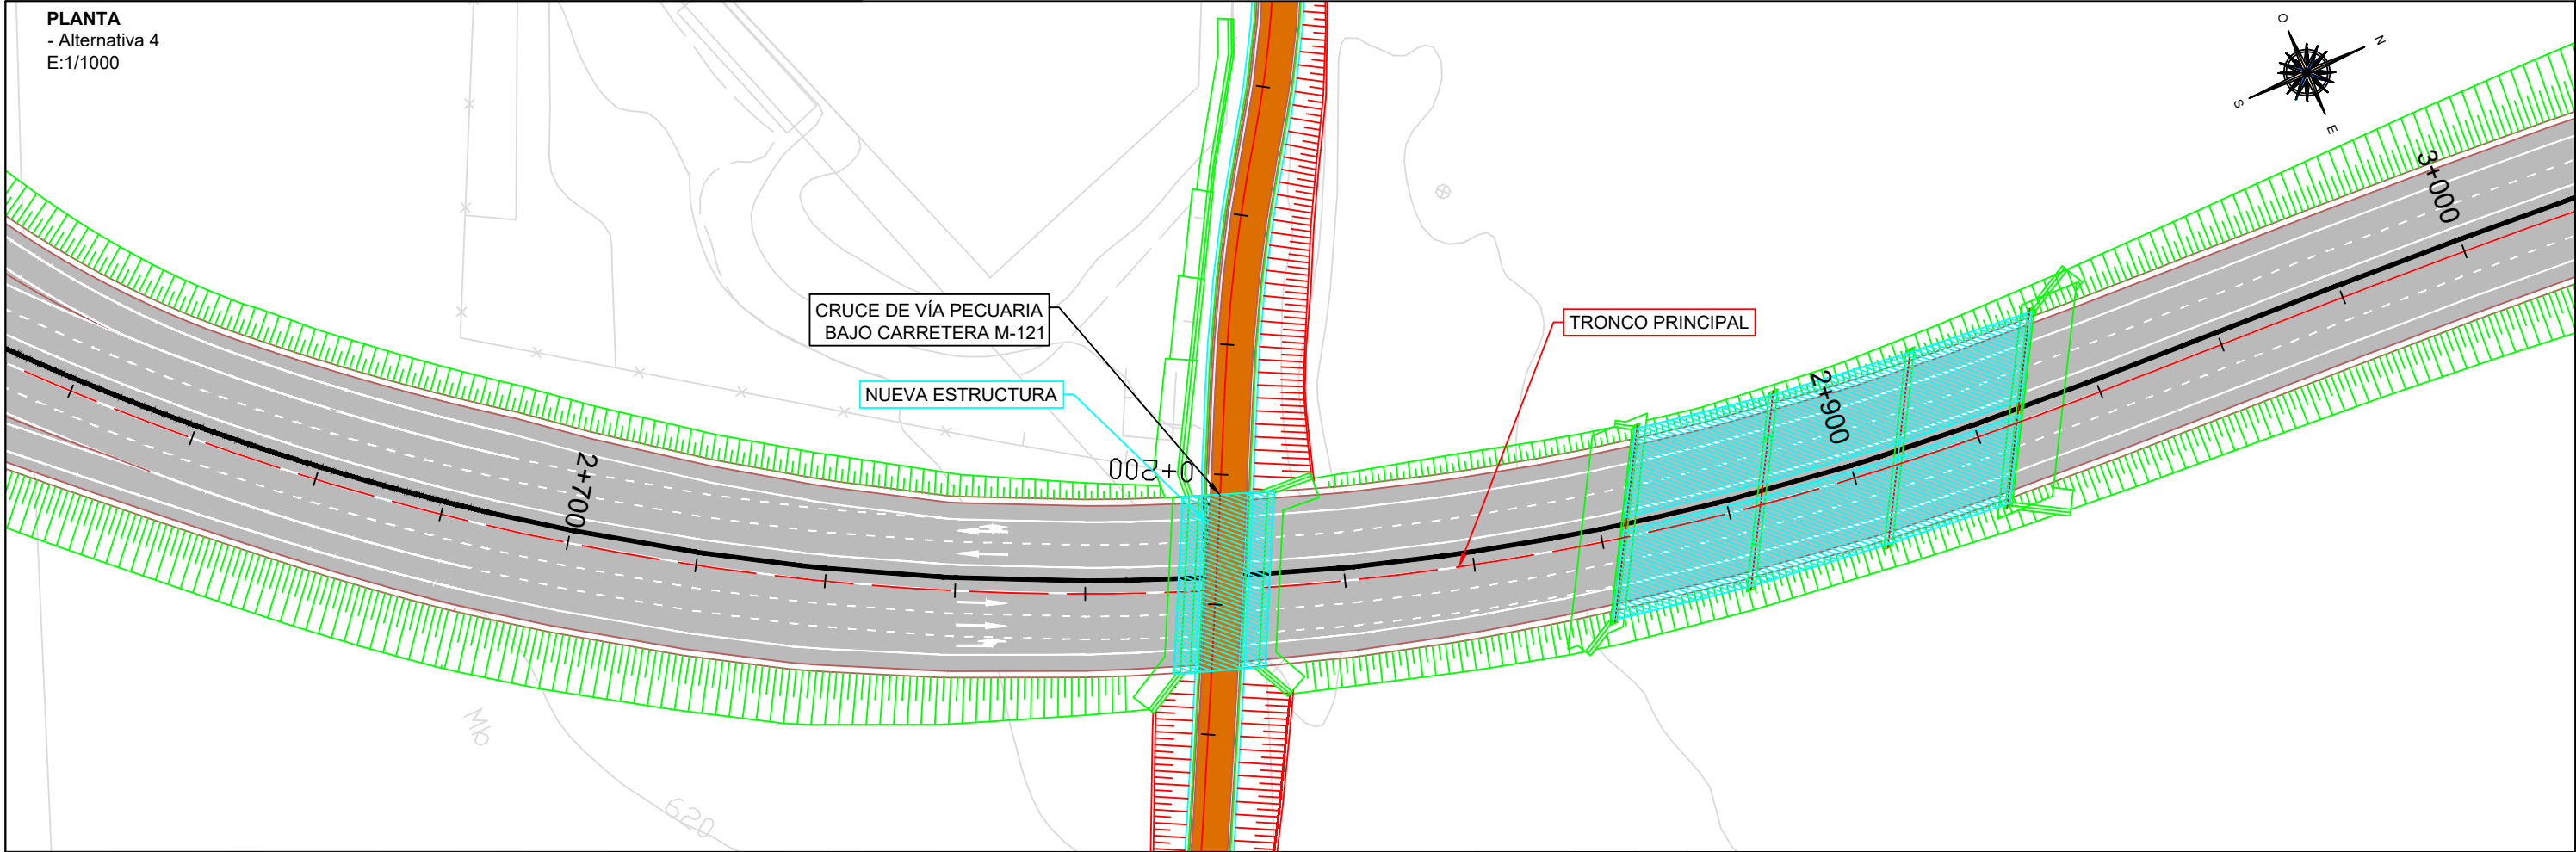 PLANTA
- Alternativa 4
E:1/1000
O
N
S
E
3+000
CRUCE DE VÍA PECUARIA
BAJO CARRETERA M-121
TRONCO PRINCIPAL
NUEVA ESTRUCTURA
2+900
0+200
2+700
620